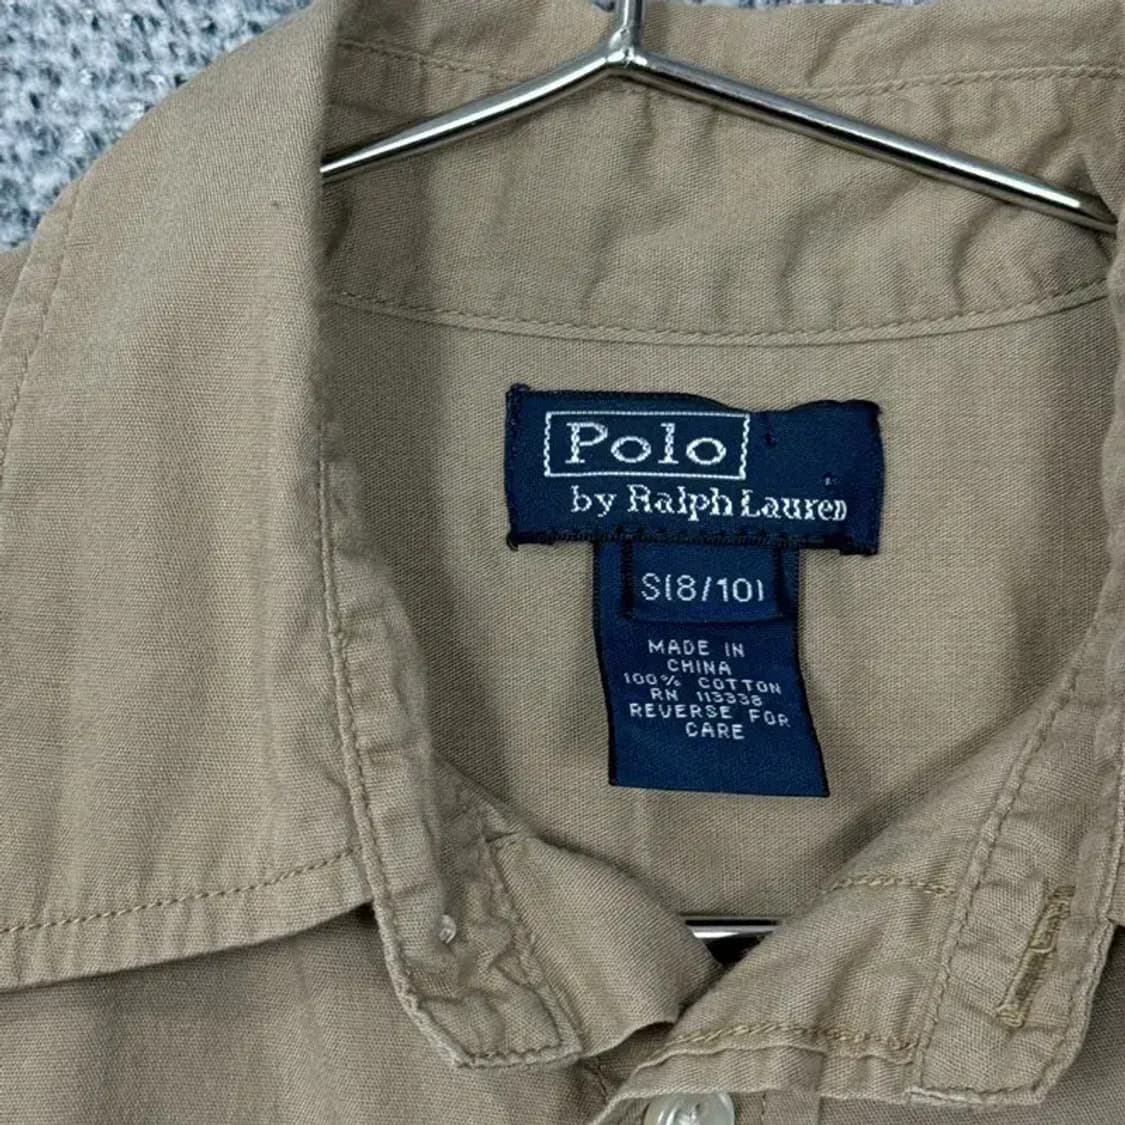 Polo
by Ralph Lauren
S(8/10)
MADE IN
CHINA
100% COTTON
RN 113338
REVERSE FOR
CARE